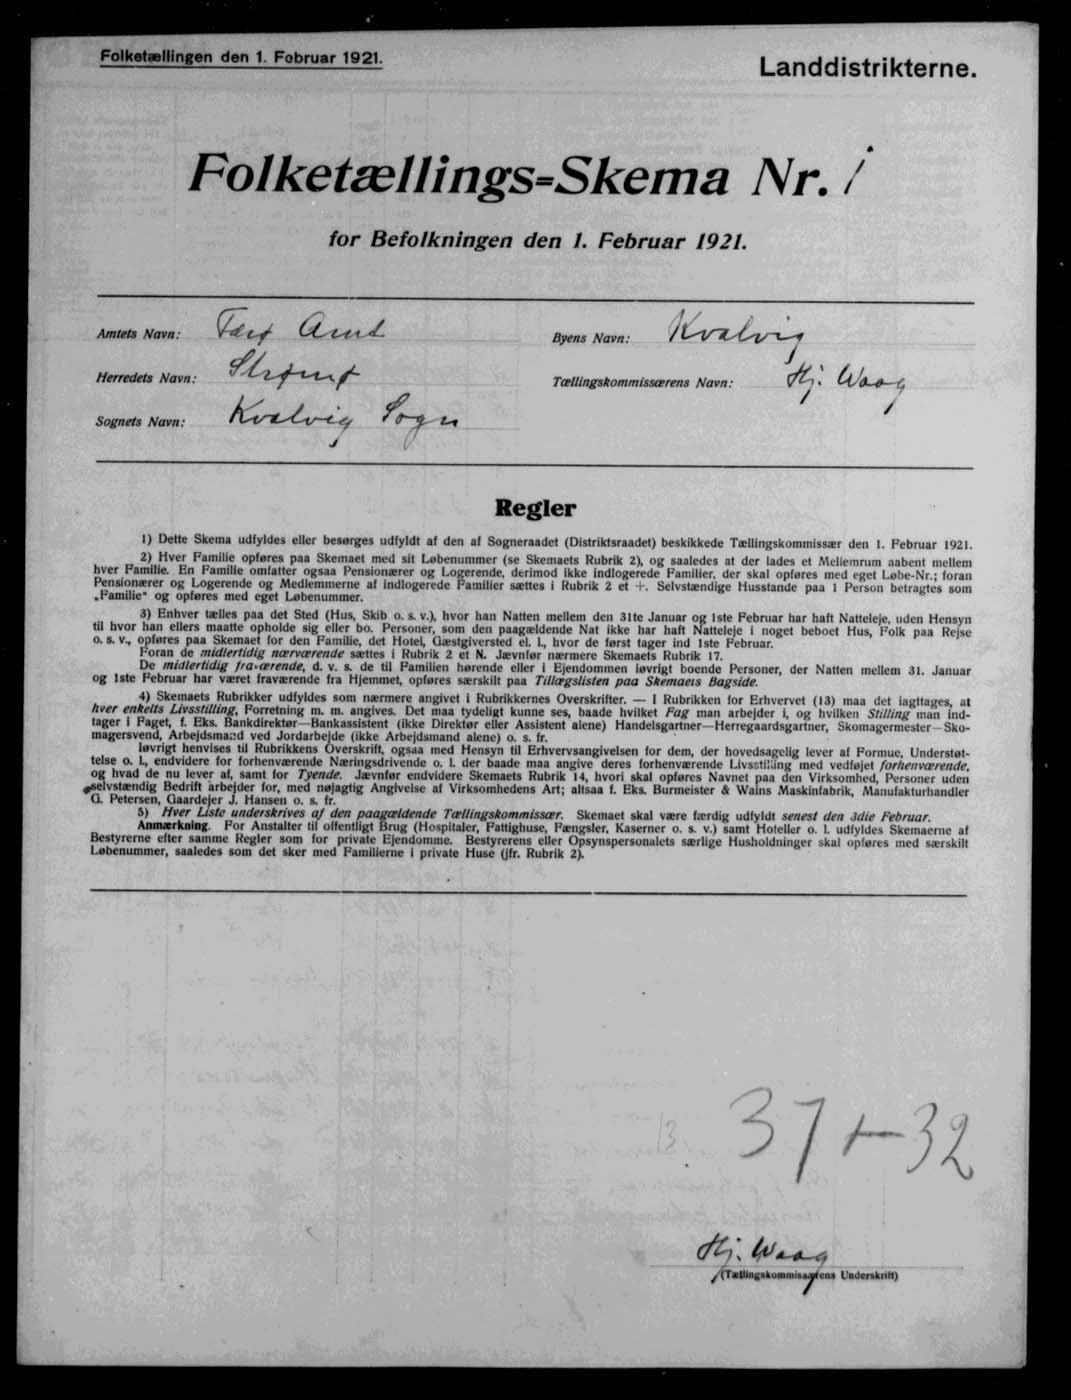 Folketællingen den 1. Februar 1921.
Landdistrikterne.
Folketællings=Skema Nr. 1
for Befolkningen den 1. Februar 1921.
Amtets Navn: Færø Amt
Byens Navn: Kvalvig
Herredets Navn: Strømø
Tællingskommissærens Navn: Hj. Waag
Sognets Navn: Kvalvig Sogn
Regler
1) Dette Skema udfyldes eller besørges udfyldt af den af Sogneraadet (Distriktsraadet) beskikkede Tællingskommissær den 1. Februar 1921.
2) Hver Familie opføres paa Skemaet med sit Løbenummer (se Skemaets Rubrik 2), og saaledes at der lades et Mellemrum aabent mellem
hver Familie. En Familie omfatter ogsaa Pensionærer og Logerende, derimod ikke indlogerede Familier, der skal opføres med eget Løbe-Nr.; foran
Pensionærer og Logerende og Medlemmerne af indlogerede Familier sættes i Rubrik 2 et +. Selvstændige Husstande paa 1 Person betragtes som
„Familie“ og opføres med eget Løbenummer.
3) Enhver tælles paa det Sted (Hus, Skib o. s. v.), hvor han Natten mellem den 31te Januar og 1ste Februar har haft Natteleje, uden Hensyn
til hvor han ellers maatte opholde sig eller bo. Personer, som den paagældende Nat ikke har haft Natteleje i noget beboet Hus, Folk paa Rejse
o. s. v., opføres paa Skemaet for den Familie, det Hotel, Gæstgiversted el. l., hvor de først tager ind 1ste Februar.
Foran de midlertidig nærværende sættes i Rubrik 2 et N. Jævnfør nærmere Skemaets Rubrik 17.
De midlertidig fraværende, d. v. s. de til Familien hørende eller i Ejendommen iøvrigt boende Personer, der Natten mellem 31. Januar
og 1ste Februar har været fraværende fra Hjemmet, opføres særskilt paa Tillægslisten paa Skemaets Bagside.
4) Skemaets Rubrikker udfyldes som nærmere angivet i Rubrikkernes Overskrifter. — I Rubrikken for Erhvervet (13) maa det iagttages, at
hver enkelts Livsstilling, Forretning m. m. angives. Det maa tydeligt kunne ses, baade hvilket Fag man arbejder i, og hvilken Stilling man ind-
tager i Faget, f. Eks. Bankdirektør—Bankassistent (ikke Direktør eller Assistent alene) Handelsgartner—Herregaardsgartner, Skomagermester—Sko-
magersvend, Arbejdsmand ved Jordarbejde (ikke Arbejdsmand alene) o. s. fr.
Iøvrigt henvises til Rubrikkens Overskrift, ogsaa med Hensyn til Erhvervsangivelsen for dem, der hovedsagelig lever af Formue, Understøt-
telse o. l., endvidere for forhenværende Næringsdrivende o. l. der baade maa angive deres forhenværende Livsstilling med vedføjet forhenværende,
og hvad de nu lever af, samt for Tyende. Jævnfør endvidere Skemaets Rubrik 14, hvori skal opføres Navnet paa den Virksomhed, Personer uden
selvstændig Bedrift arbejder for, med nøjagtig Angivelse af Virksomhedens Art; altsaa f. Eks. Burmeister & Wains Maskinfabrik, Manufakturhandler
G. Petersen, Gaardejer J. Hansen o. s. fr.
5) Hver Liste underskrives af den paagældende Tællingskommissær. Skemaet skal være færdig udfyldt senest den 3die Februar.
Anmærkning. For Anstalter til offentligt Brug (Hospitaler, Fattighuse, Fængsler, Kaserner o. s. v.) samt Hoteller o. l. udfyldes Skemaerne af
Bestyrerne efter samme Regler som for private Ejendomme. Bestyrerens eller Opsynspersonalets særlige Husholdninger skal opføres med særskilt
Løbenummer, saaledes som det sker med Familierne i private Huse (jfr. Rubrik 2).
13
37+32
Hj. Waag
(Tællingskommissærens Underskrift)